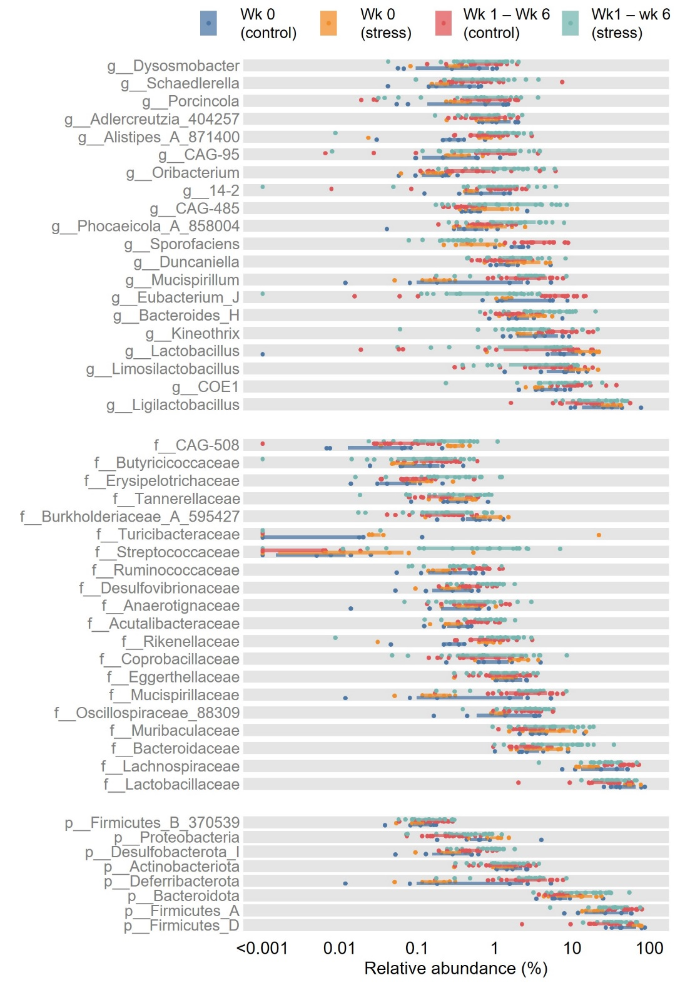 Wk 0 (control)
Wk 0 (stress)
Wk 1 – Wk 6 (control)
Wk1 – wk 6 (stress)
g__Dysosmobacter
g__Schaedlerella
g__Porcincola
g__Adlercreutzia_404257
g__Alistipes_A_871400
g__CAG-95
g__Oribacterium
g__14-2
g__CAG-485
g__Phocaeicola_A_858004
g__Sporofaciens
g__Duncaniella
g__Mucispirillum
g__Eubacterium_J
g__Bacteroides_H
g__Kineothrix
g__Lactobacillus
g__Limosilactobacillus
g__COE1
g__Ligilactobacillus
f__CAG-508
f__Butyricicoccaceae
f__Erysipelotrichaceae
f__Tannerellaceae
f__Burkholderiaceae_A_595427
f__Turicibacteraceae
f__Streptococcaceae
f__Ruminococcaceae
f__Desulfovibrionaceae
f__Anaerotignaceae
f__Acutalibacteraceae
f__Rikenellaceae
f__Coprobacillaceae
f__Eggerthellaceae
f__Mucispirillaceae
f__Oscillospiraceae_88309
f__Muribaculaceae
f__Bacteroidaceae
f__Lachnospiraceae
f__Lactobacillaceae
p__Firmicutes_B_370539
p__Proteobacteria
p__Desulfobacterota_I
p__Actinobacteriota
p__Deferribacterota
p__Bacteroidota
p__Firmicutes_A
p__Firmicutes_D
<0.001 0.01 0.1 1 10 100
Relative abundance (%)